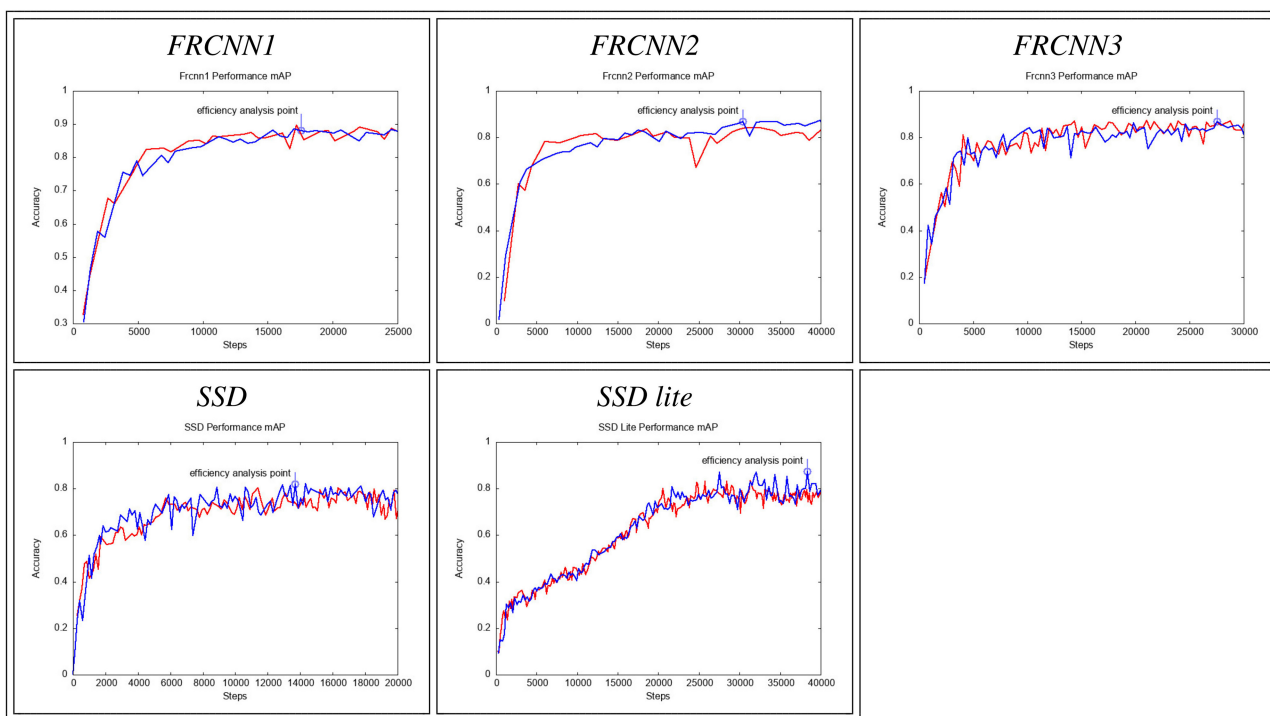 FRCNN1
Frcnn1 Performance mAP
efficiency analysis point
1
0.9
0.8
0.7
0.6
0.5
0.4
0.3
Accuracy
0 5000 10000 15000 20000 25000
Steps
FRCNN2
Frcnn2 Performance mAP
efficiency analysis point
1
0.8
0.6
0.4
0.2
0
Accuracy
0 5000 10000 15000 20000 25000 30000 35000 40000
Steps
FRCNN3
Frcnn3 Performance mAP
efficiency analysis point
1
0.8
0.6
0.4
0.2
0
Accuracy
0 5000 10000 15000 20000 25000 30000
Steps
SSD
SSD Performance mAP
efficiency analysis point
1
0.8
0.6
0.4
0.2
0
Accuracy
0 2000 4000 6000 8000 10000 12000 14000 16000 18000 20000
Steps
SSD lite
SSD Lite Performance mAP
efficiency analysis point
1
0.8
0.6
0.4
0.2
0
Accuracy
0 5000 10000 15000 20000 25000 30000 35000 40000
Steps